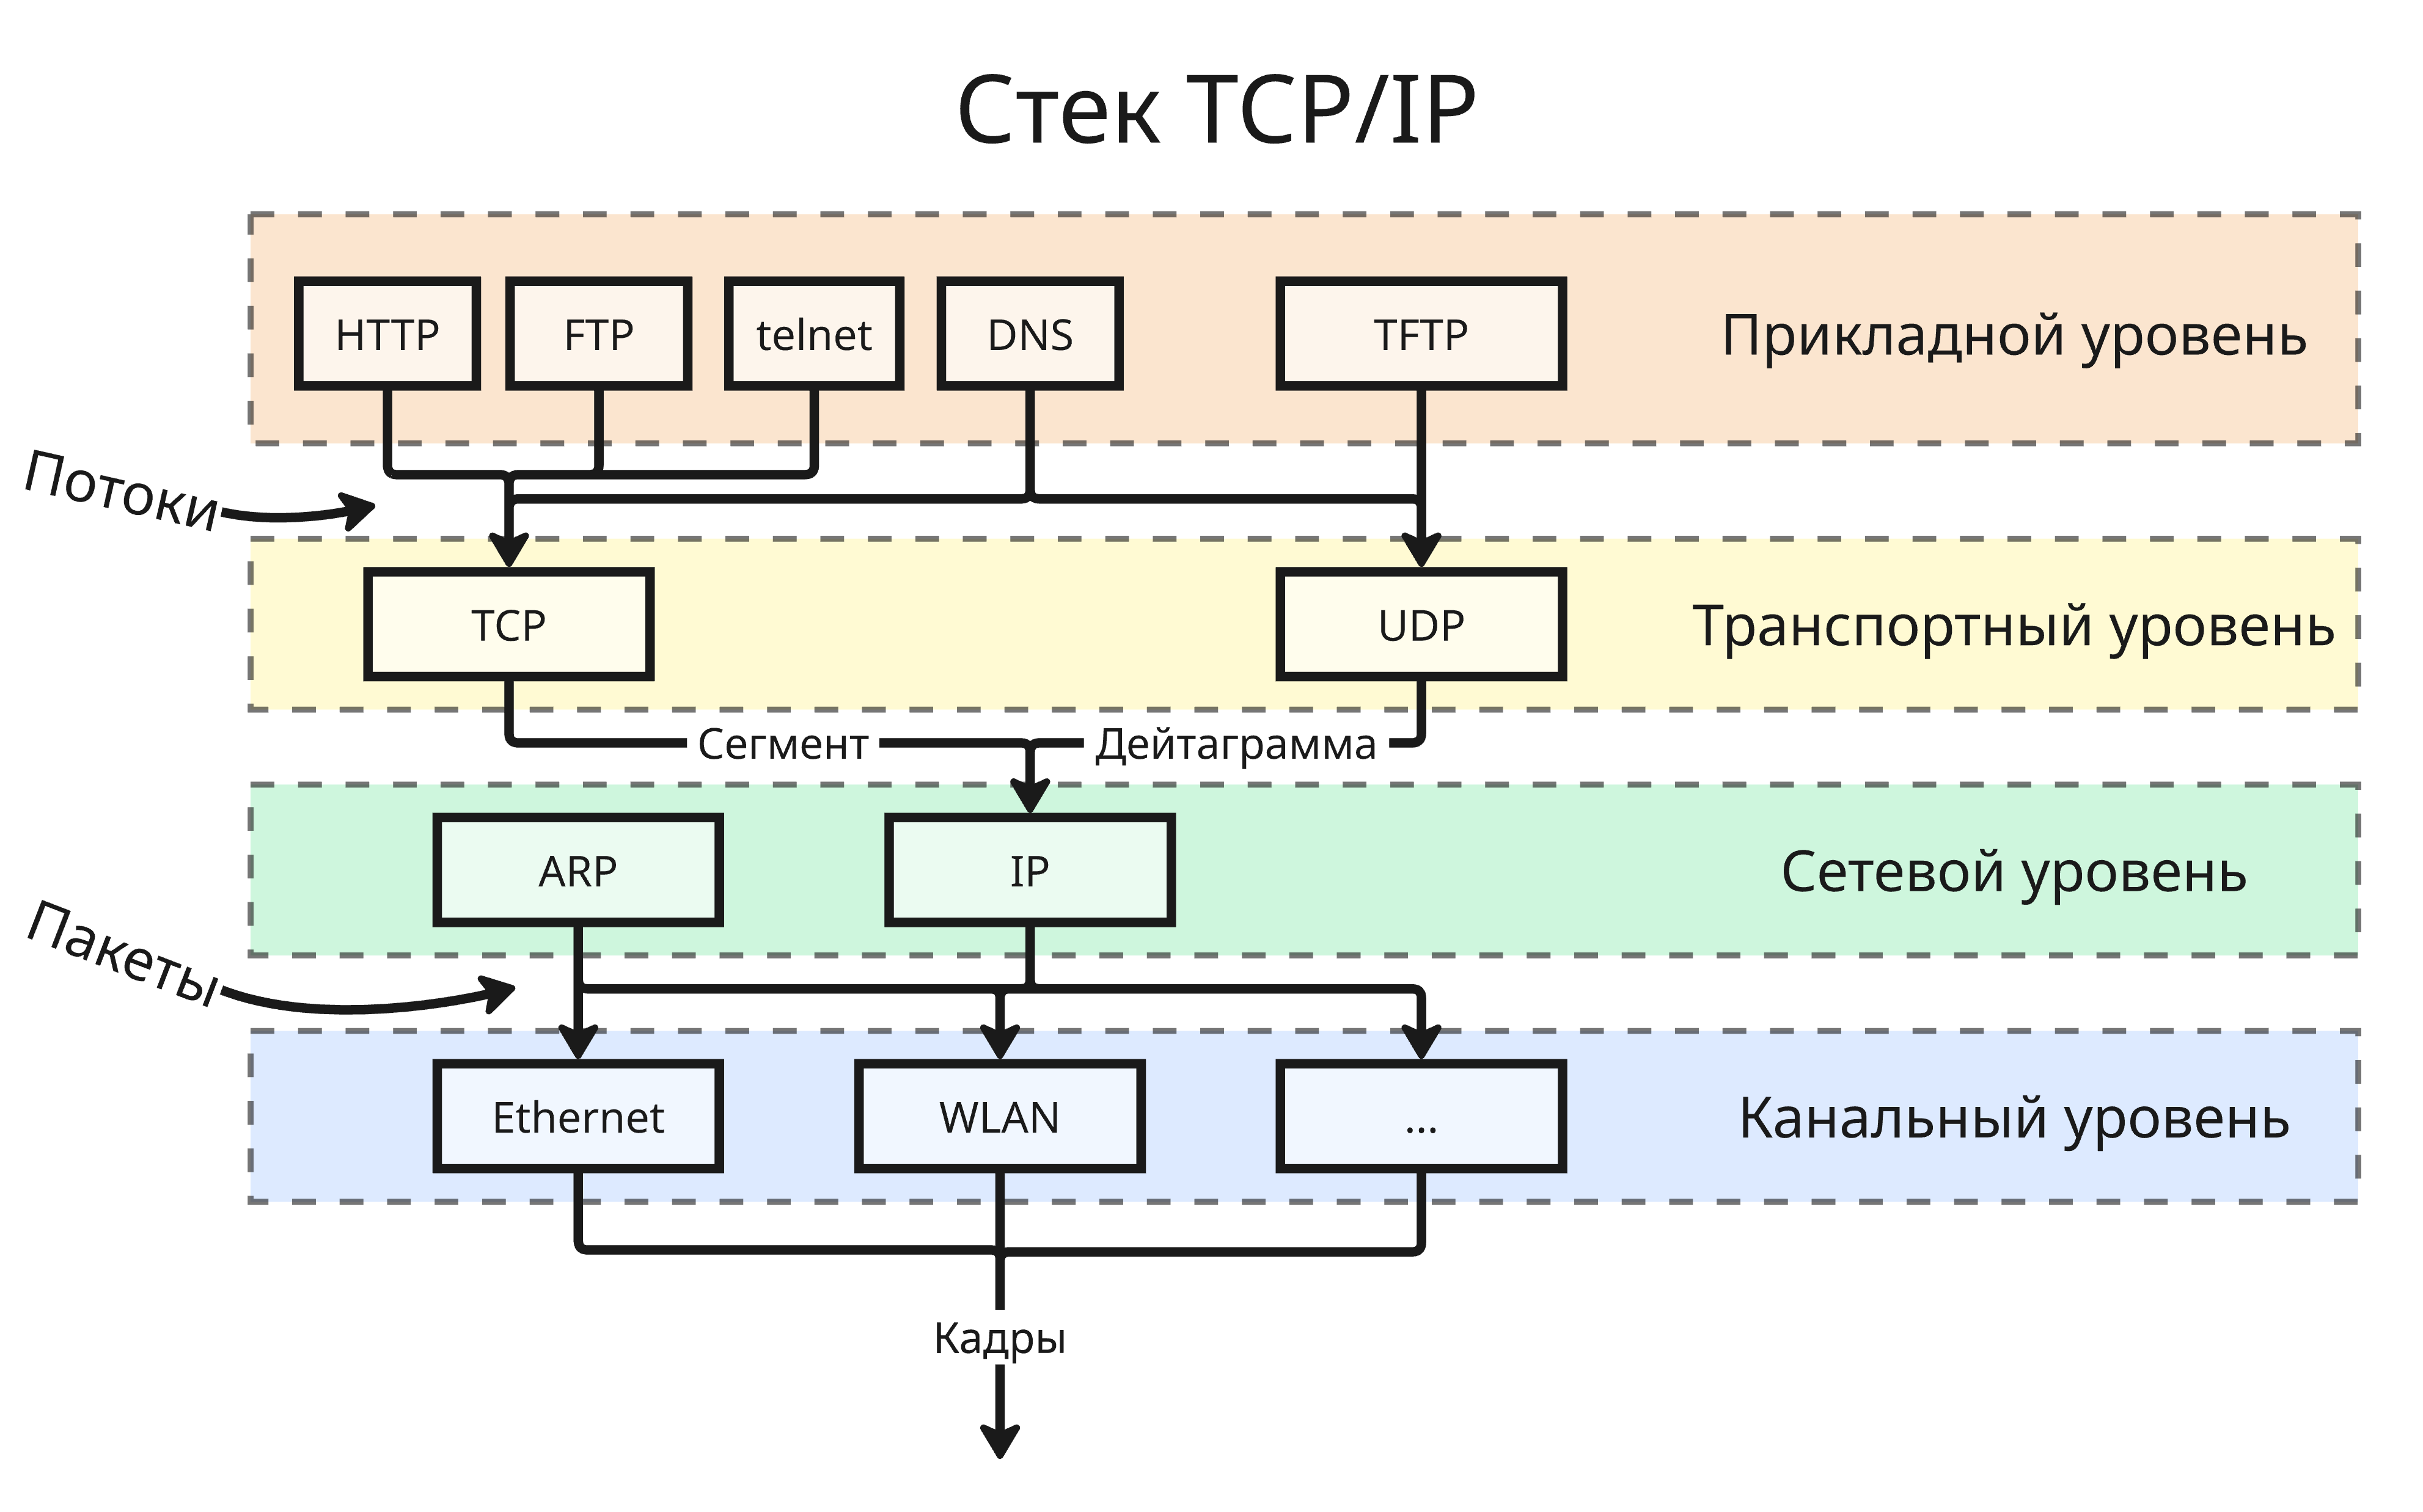 Стек TCP/IP
HTTP
FTP
telnet
DNS
TFTP
Прикладной уровень
Потоки
TCP
UDP
Транспортный уровень
Сегмент
Дейтаграмма
ARP
IP
Сетевой уровень
Пакеты
Ethernet
WLAN
...
Канальный уровень
Кадры